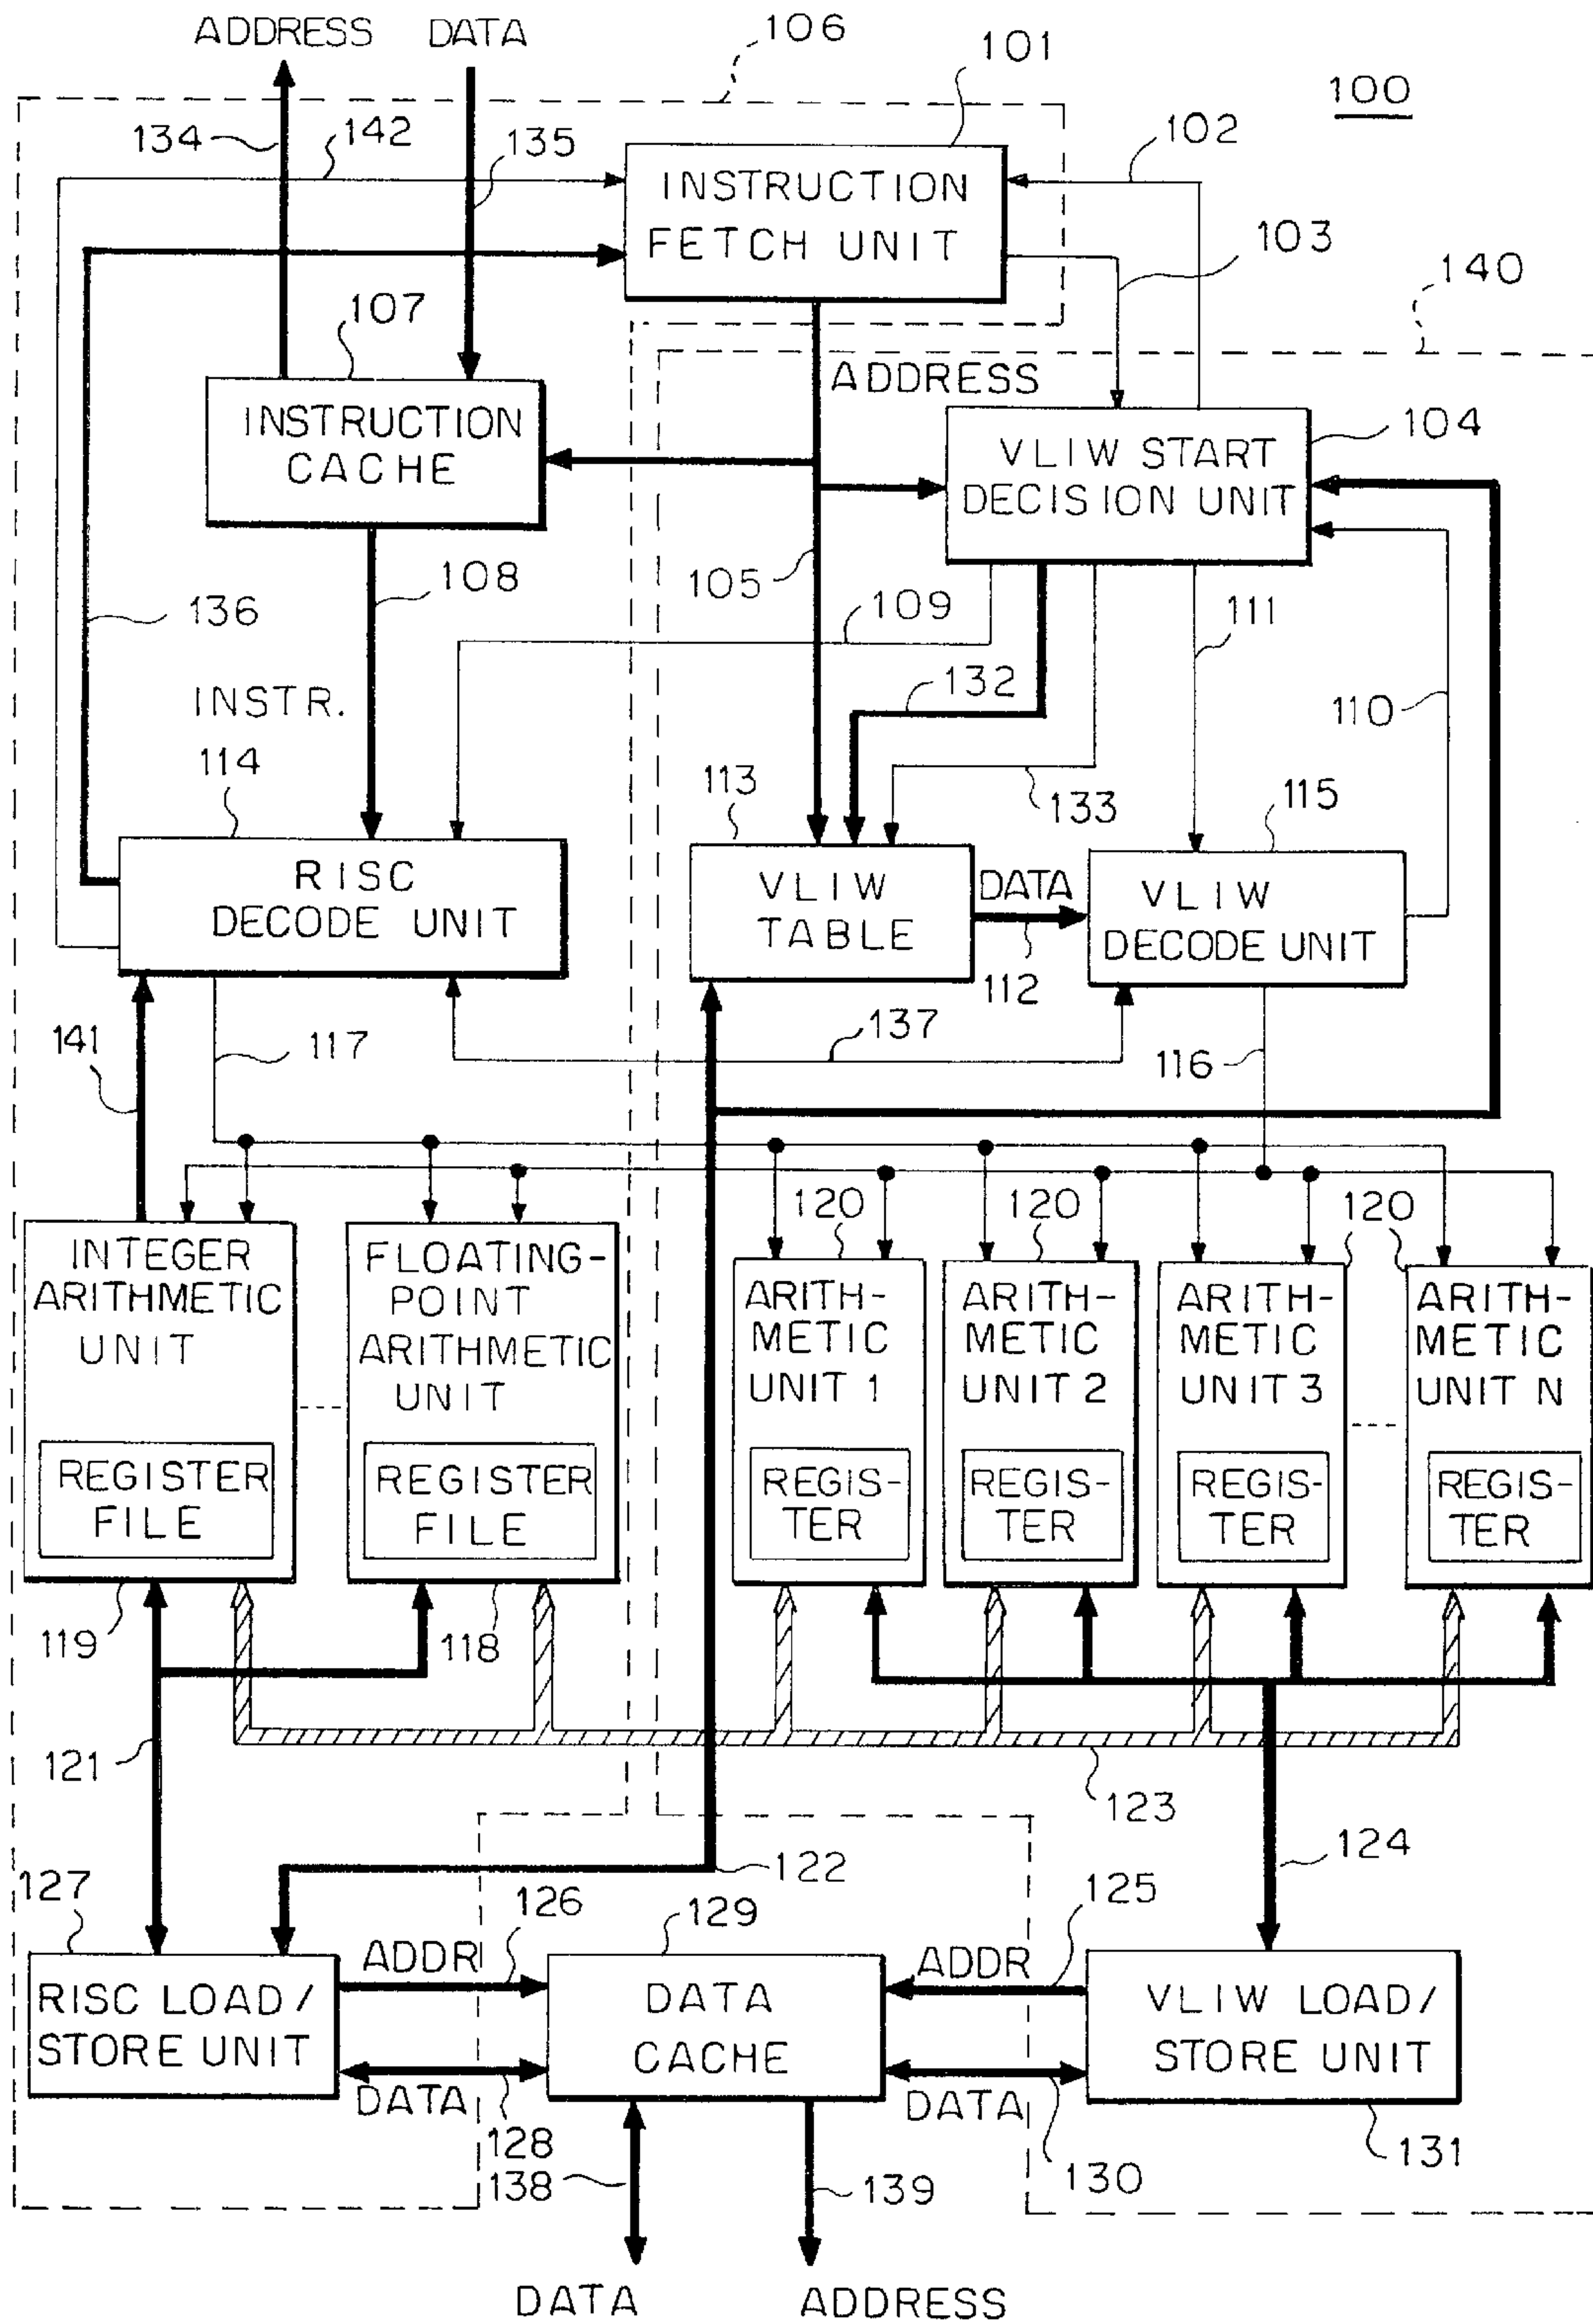 ADDRESS
DATA
106
101
100
134
142
135
102
INSTRUCTION
FETCH UNIT
103
140
107
ADDRESS
INSTRUCTION
CACHE
VLIW START
DECISION UNIT
104
108
105
109
111
136
132
110
INSTR.
114
113
133
115
RISC
DECODE UNIT
VLIW
TABLE
DATA
112
VLIW
DECODE UNIT
141
117
137
116
120
120
120
120
INTEGER
ARITHMETIC
UNIT
REGISTER
FILE
FLOATING-
POINT
ARITHMETIC
UNIT
REGISTER
FILE
ARITH-
METIC
UNIT 1
REGIS-
TER
ARITH-
METIC
UNIT 2
REGIS-
TER
ARITH-
METIC
UNIT 3
REGIS-
TER
ARITH-
METIC
UNIT N
REGIS-
TER
119
118
121
123
124
122
127
126
129
125
RISC LOAD/
STORE UNIT
ADDR
DATA
128
DATA
CACHE
ADDR
DATA
130
VLIW LOAD/
STORE UNIT
131
138
139
DATA
ADDRESS